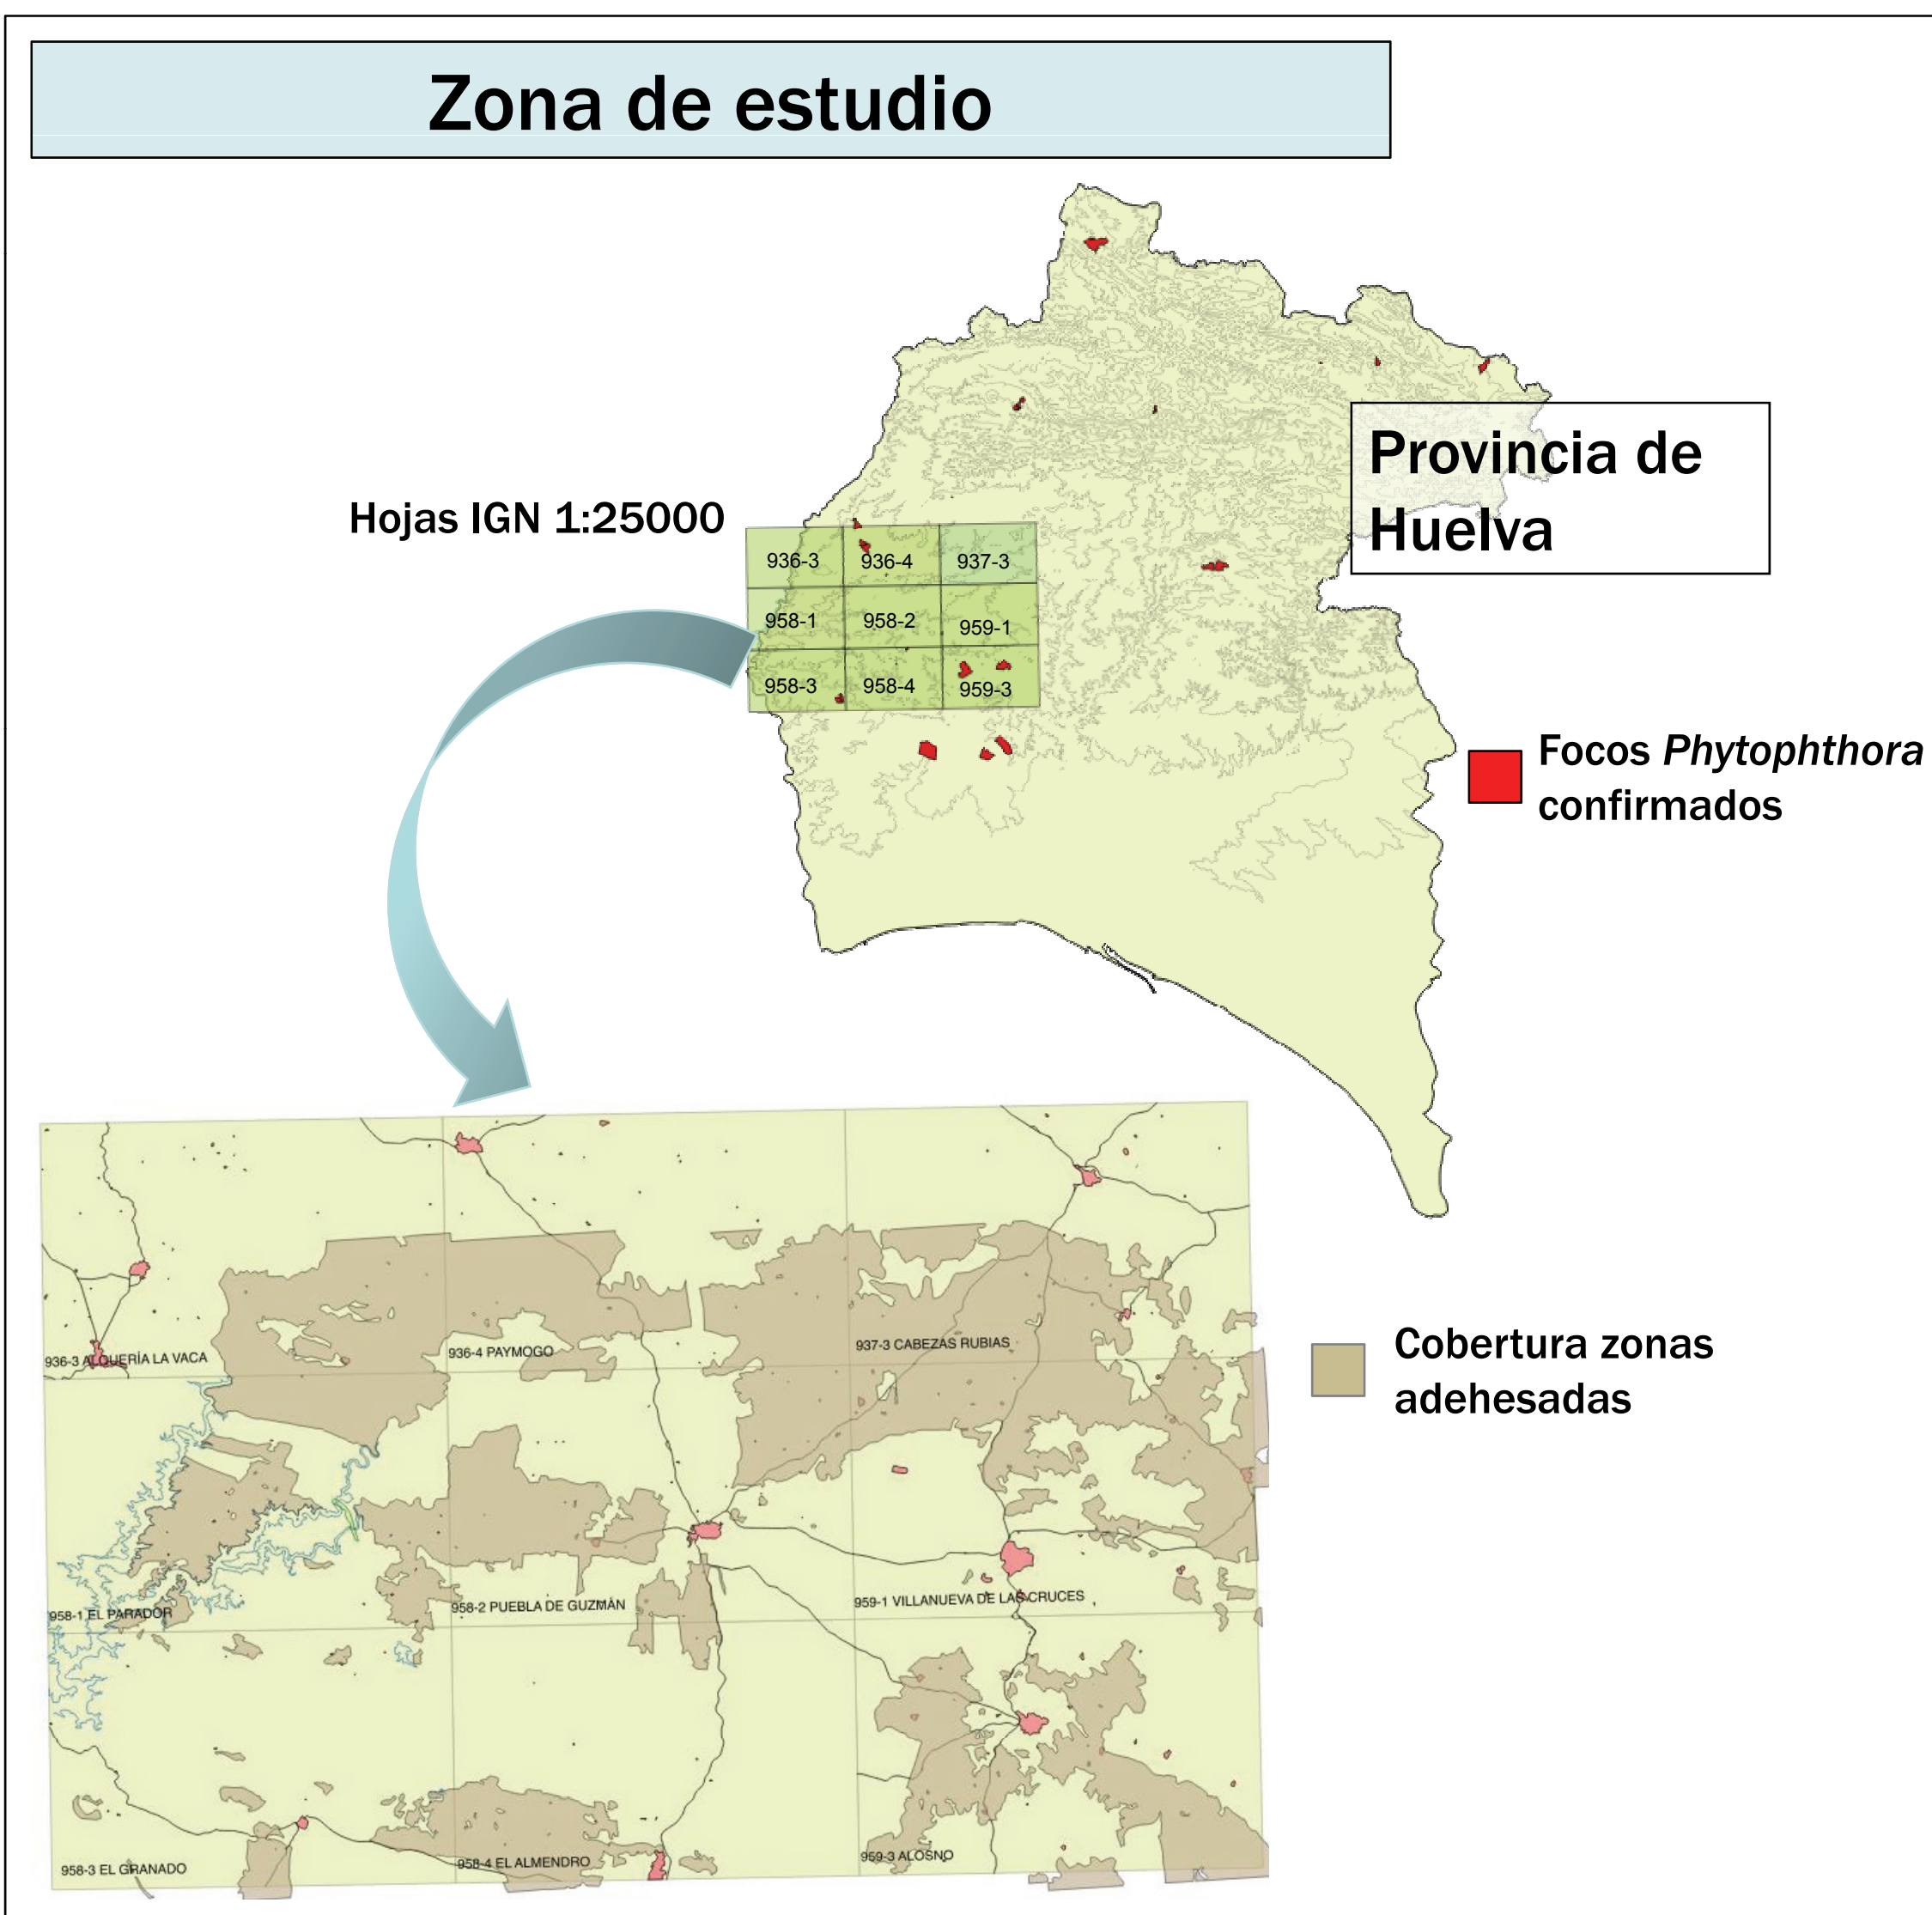 Zona de estudio
Provincia de
Huelva
Hojas IGN 1:25000
936-3 936-4 937-3
958-1 958-2 959-1
958-3 958-4 959-3
Focos Phytophthora
confirmados
936-3 ALQUERÍA LA VACA
936-4 PAYMOGO
937-3 CABEZAS RUBIAS
Cobertura zonas
adehesadas
958-1 EL PARADOR
958-2 PUEBLA DE GUZMÁN
959-1 VILLANUEVA DE LAS CRUCES
958-3 EL GRANADO
958-4 EL ALMENDRO
959-3 ALOSNO